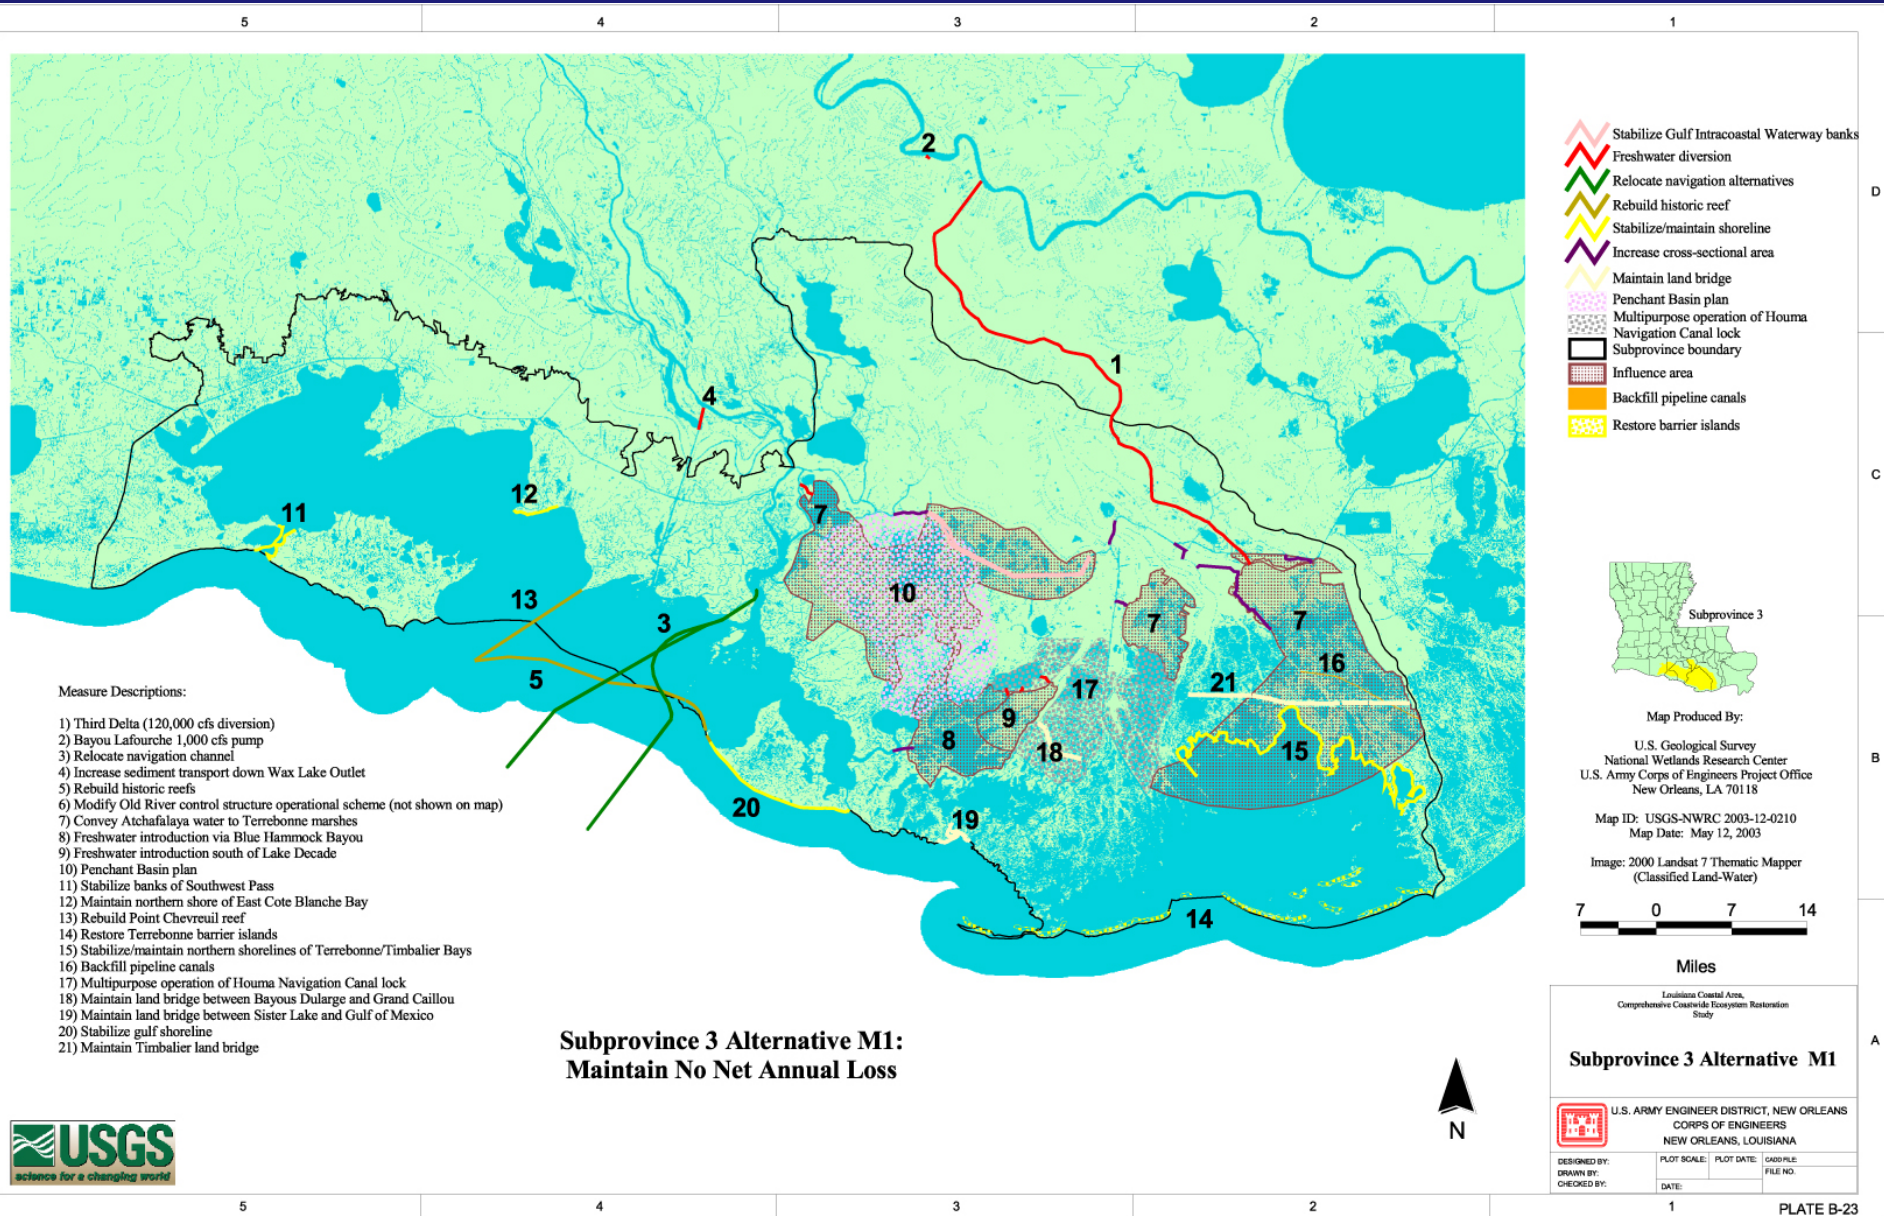 5 4 3 2 1
D
C
B
A
2
1
4
12
11
7
10
13
3
5
7
7
16
21
17
9
8
18
15
20
19
14
Stabilize Gulf Intracoastal Waterway banks
Freshwater diversion
Relocate navigation alternatives
Rebuild historic reef
Stabilize/maintain shoreline
Increase cross-sectional area
Maintain land bridge
Penchant Basin plan
Multipurpose operation of Houma
Navigation Canal lock
Subprovince boundary
Influence area
Backfill pipeline canals
Restore barrier islands
Subprovince 3
Map Produced By:
U.S. Geological Survey
National Wetlands Research Center
U.S. Army Corps of Engineers Project Office
New Orleans, LA 70118
Map ID: USGS-NWRC 2003-12-0210
Map Date: May 12, 2003
Image: 2000 Landsat 7 Thematic Mapper
(Classified Land-Water)
7 0 7 14
Miles
Measure Descriptions:
1) Third Delta (120,000 cfs diversion)
2) Bayou Lafourche 1,000 cfs pump
3) Relocate navigation channel
4) Increase sediment transport down Wax Lake Outlet
5) Rebuild historic reefs
6) Modify Old River control structure operational scheme (not shown on map)
7) Convey Atchafalaya water to Terrebonne marshes
8) Freshwater introduction via Blue Hammock Bayou
9) Freshwater introduction south of Lake Decade
10) Penchant Basin plan
11) Stabilize banks of Southwest Pass
12) Maintain northern shore of East Cote Blanche Bay
13) Rebuild Point Chevreuil reef
14) Restore Terrebonne barrier islands
15) Stabilize/maintain northern shorelines of Terrebonne/Timbalier Bays
16) Backfill pipeline canals
17) Multipurpose operation of Houma Navigation Canal lock
18) Maintain land bridge between Bayous Dularge and Grand Caillou
19) Maintain land bridge between Sister Lake and Gulf of Mexico
20) Stabilize gulf shoreline
21) Maintain Timbalier land bridge
Subprovince 3 Alternative M1:
Maintain No Net Annual Loss
N
USGS
science for a changing world
Louisiana Coastal Area,
Comprehensive Coastwide Ecosystem Restoration
Study
Subprovince 3 Alternative M1
U.S. ARMY ENGINEER DISTRICT, NEW ORLEANS
CORPS OF ENGINEERS
NEW ORLEANS, LOUISIANA
DESIGNED BY:
DRAWN BY:
CHECKED BY:
PLOT SCALE: PLOT DATE: CADD FILE:
FILE NO.
DATE:
5 4 3 2 1
PLATE B-23